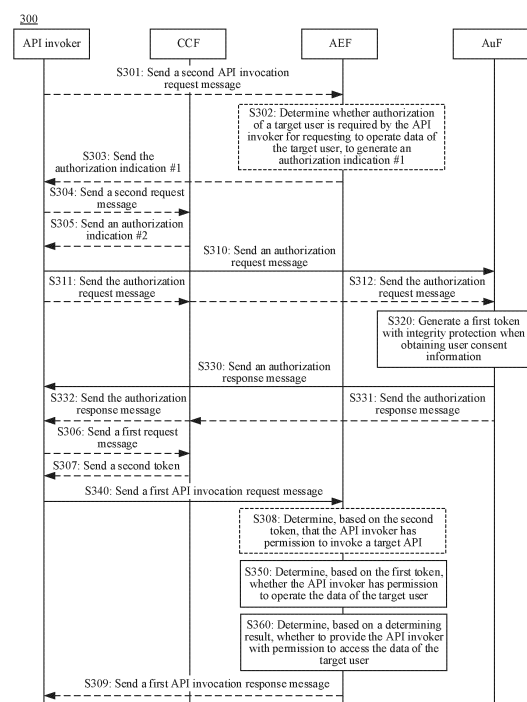 300
API invoker
CCF
AEF
AuF
S301: Send a second API invocation
request message
S302: Determine whether authorization
of a target user is required by the API
invoker for requesting to operate data of
the target user, to generate an
authorization indication #1
S303: Send the
authorization indication #1
S304: Send a second request
message
S305: Send an authorization
indication #2
S310: Send an authorization
request message
S311: Send the authorization
request message
S312: Send the authorization
request message
S320: Generate a first token
with integrity protection when
obtaining user consent
information
S330: Send an authorization
response message
S332: Send the authorization
response message
S331: Send the authorization
response message
S306: Send a first request
message
S307: Send a second token
S340: Send a first API invocation request message
S308: Determine, based on the second
token, that the API invoker has
permission to invoke a target API
S350: Determine, based on the first token,
whether the API invoker has permission
to operate the data of the target user
S360: Determine, based on a determining
result, whether to provide the API invoker
with permission to access the data of the
target user
S309: Send a first API invocation response message